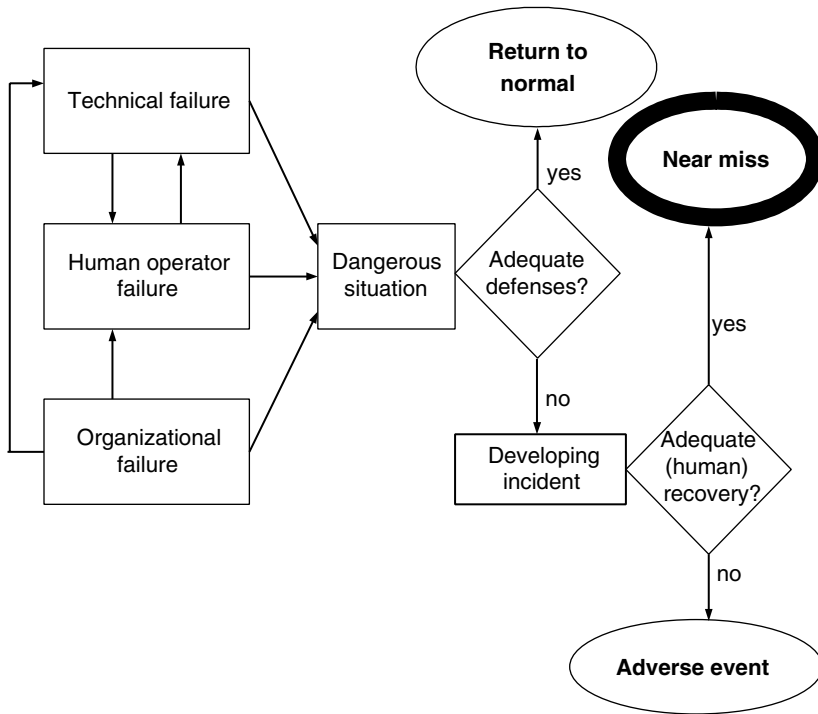 Technical failure
Human operator
failure
Organizational
failure
Dangerous
situation
Adequate
defenses?
yes
Return to
normal
no
Developing
incident
Adequate
(human)
recovery?
yes
Near miss
no
Adverse event